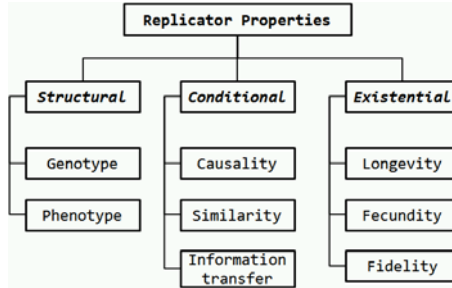 Replicator Properties
Structural
Conditional
Existential
Genotype
Causality
Longevity
Phenotype
Similarity
Fecundity
Information
transfer
Fidelity